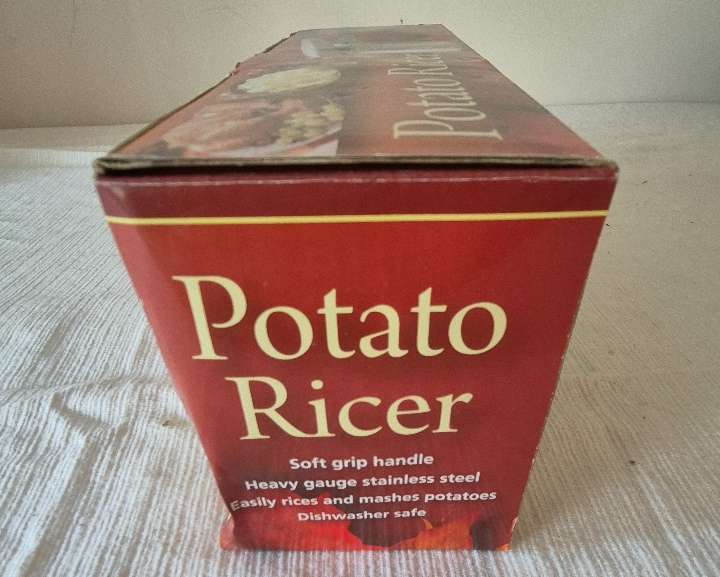 Potato Ricer
Potato
Ricer
Soft grip handle
Heavy gauge stainless steel
Easily rices and mashes potatoes
Dishwasher safe